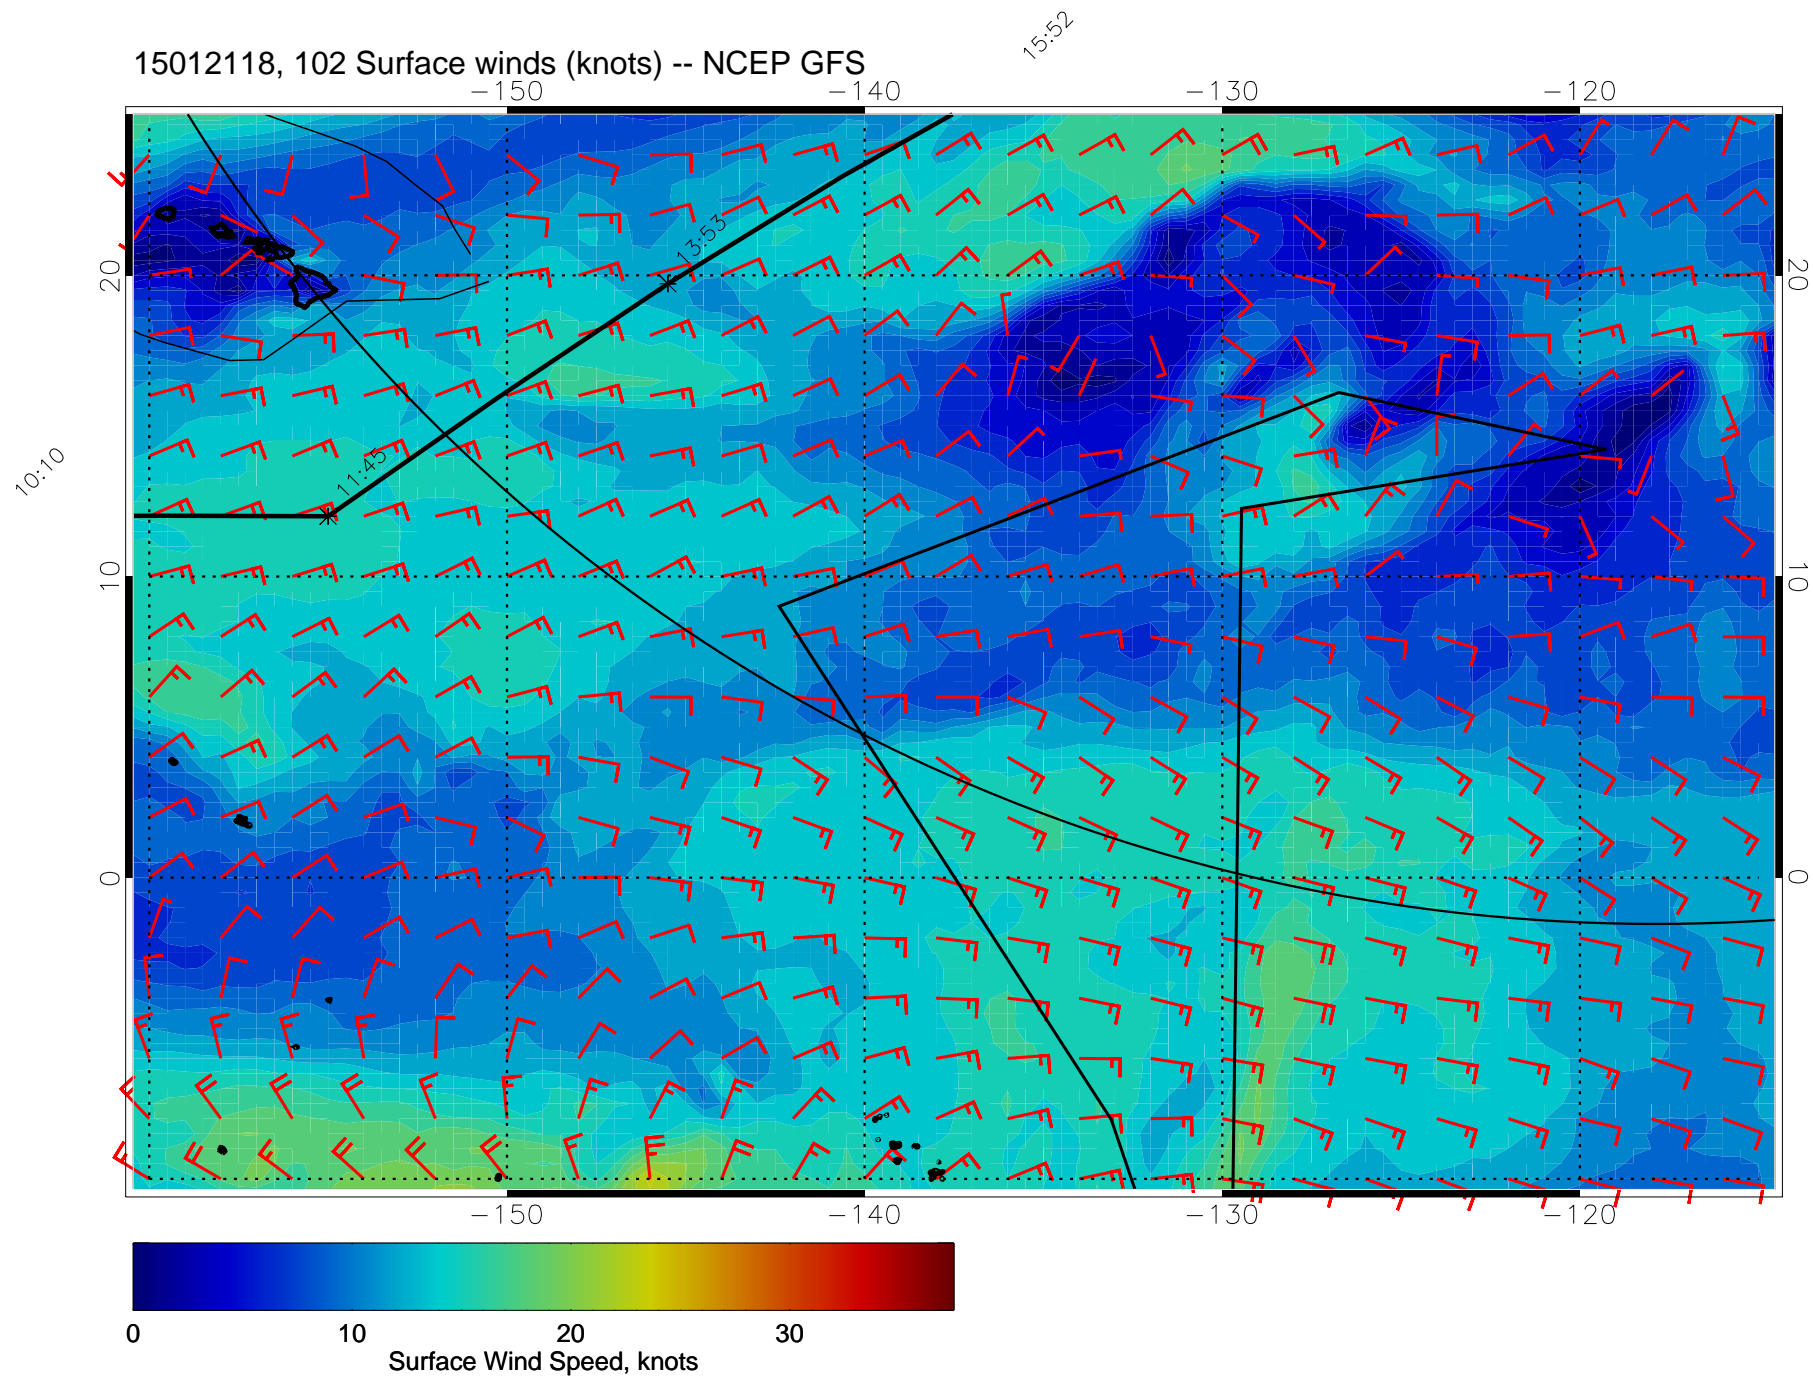 15:52
15012118, 102 Surface winds (knots) -- NCEP GFS
−150 −140 −130 −120
13:53
20 20
11:45
10:10
10 10
0 0
−150 −140 −130 −120
0 10 20 30
Surface Wind Speed, knots